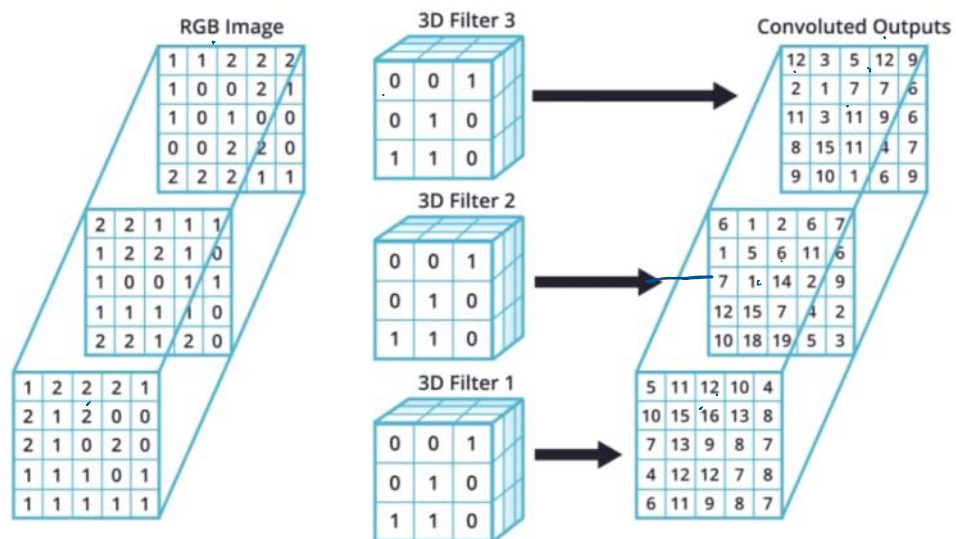 RGB Image
1 1 2 2 2
1 0 0 2 1
1 0 1 0 0
0 0 2 2 0
2 2 2 1 1
2 2 1 1 1
1 2 2 1 0
1 0 0 1 1
1 1 1 1 0
2 2 1 2 0
1 2 2 2 1
2 1 2 0 0
2 1 0 2 0
1 1 1 0 1
1 1 1 1 1
3D Filter 3
0 0 1
0 1 0
1 1 0
3D Filter 2
0 0 1
0 1 0
1 1 0
3D Filter 1
0 0 1
0 1 0
1 1 0
Convoluted Outputs
12 3 5 12 9
2 1 7 7 6
11 3 11 9 6
8 15 11 4 7
9 10 1 6 9
6 1 2 6 7
1 5 6 11 6
7 1 14 2 9
12 15 7 4 2
10 18 19 5 3
5 11 12 10 4
10 15 16 13 8
7 13 9 8 7
4 12 12 7 8
6 11 9 8 7